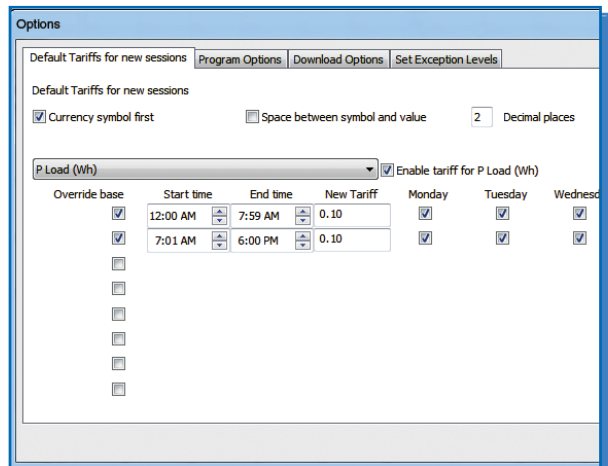 Options
Default Tariffs for new sessions Program Options Download Options Set Exception Levels
Default Tariffs for new sessions
Currency symbol first Space between symbol and value 2 Decimal places
P Load (Wh) Enable tariff for P Load (Wh)
Override base Start time End time New Tariff Monday Tuesday Wednesd
12:00 AM 7:59 AM 0.10
7:01 AM 6:00 PM 0.10